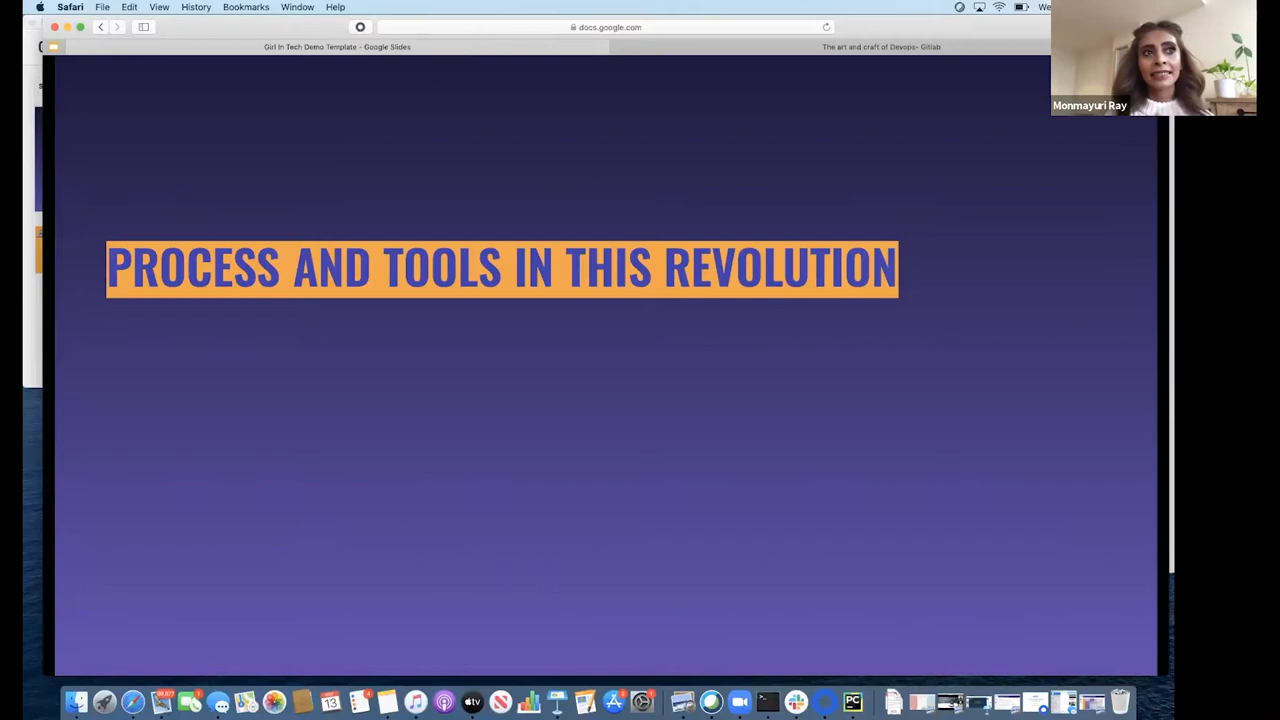 Safari File Edit View History Bookmarks Window Help
We
docs.google.com
Girl In Tech Demo Template - Google Slides
The art and craft of Devops- Gitlab
Monmayuri Ray
PROCESS AND TOOLS IN THIS REVOLUTION